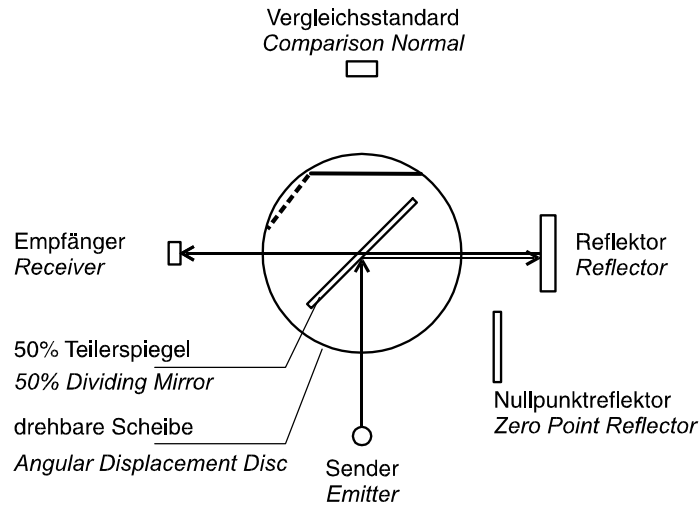 Vergleichsstandard
Comparison Normal
Empfänger
Receiver
Reflektor
Reflector
50% Teilerspiegel
50% Dividing Mirror
drehbare Scheibe
Angular Displacement Disc
Nullpunktreflektor
Zero Point Reflector
Sender
Emitter